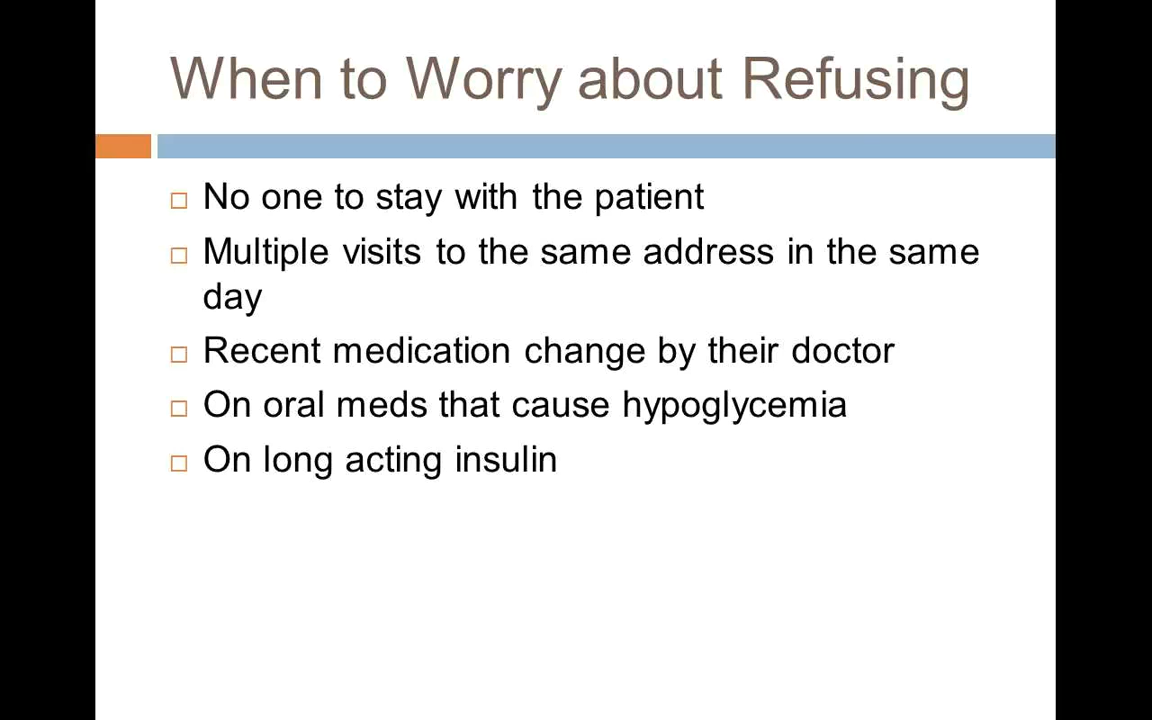 When to Worry about Refusing
No one to stay with the patient
Multiple visits to the same address in the same
day
Recent medication change by their doctor
On oral meds that cause hypoglycemia
On long acting insulin